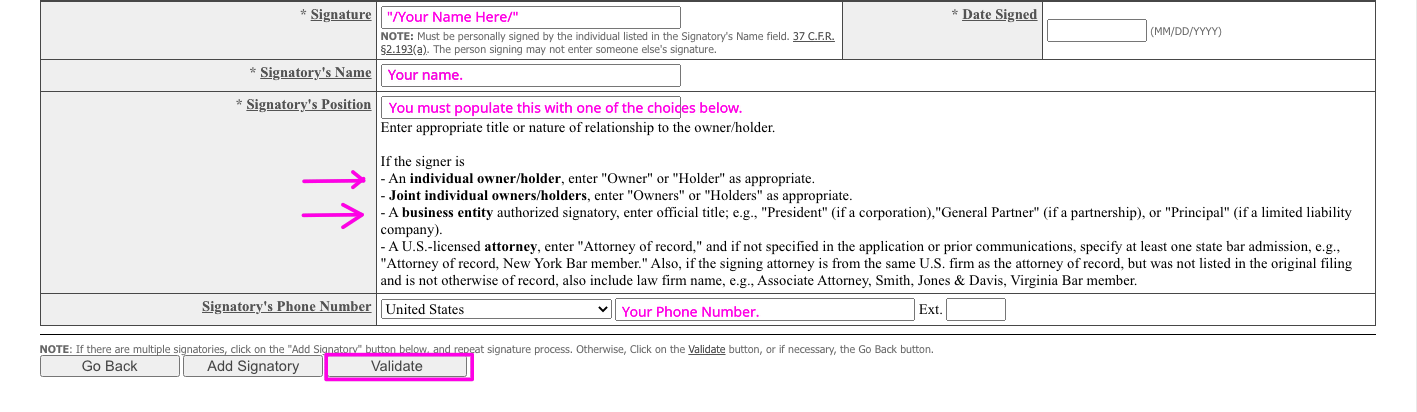 * Signature
"/Your Name Here/"
* Date Signed
(MM/DD/YYYY)
NOTE: Must be personally signed by the individual listed in the Signatory's Name field. 37 C.F.R.
§2.193(a). The person signing may not enter someone else's signature.
* Signatory's Name
Your name.
* Signatory's Position
You must populate this with one of the choices below.
Enter appropriate title or nature of relationship to the owner/holder.
If the signer is
- An individual owner/holder, enter "Owner" or "Holder" as appropriate.
- Joint individual owners/holders, enter "Owners" or "Holders" as appropriate.
- A business entity authorized signatory, enter official title; e.g., "President" (if a corporation),"General Partner" (if a partnership), or "Principal" (if a limited liability
company).
- A U.S.-licensed attorney, enter "Attorney of record," and if not specified in the application or prior communications, specify at least one state bar admission, e.g.,
"Attorney of record, New York Bar member." Also, if the signing attorney is from the same U.S. firm as the attorney of record, but was not listed in the original filing
and is not otherwise of record, also include law firm name, e.g., Associate Attorney, Smith, Jones & Davis, Virginia Bar member.
Signatory's Phone Number
United States
Your Phone Number.
Ext.
NOTE: If there are multiple signatories, click on the "Add Signatory" button below, and repeat signature process. Otherwise, Click on the Validate button, or if necessary, the Go Back button.
Go Back
Add Signatory
Validate